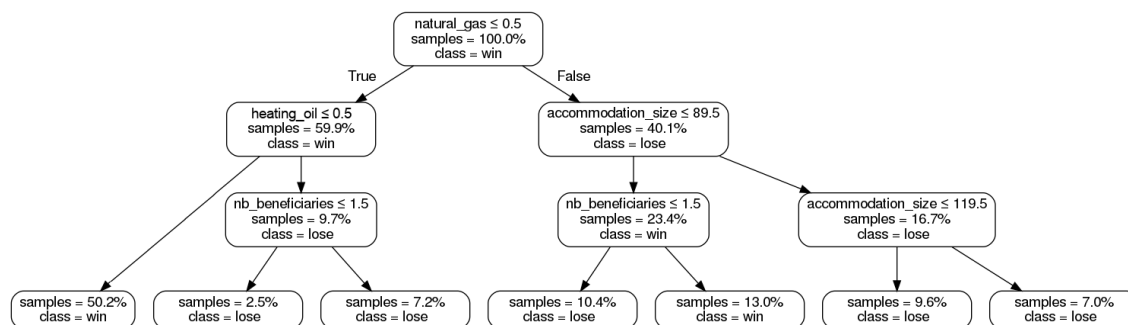 natural_gas ≤ 0.5
samples = 100.0%
class = win
True
False
heating_oil ≤ 0.5
samples = 59.9%
class = win
accommodation_size ≤ 89.5
samples = 40.1%
class = lose
nb_beneficiaries ≤ 1.5
samples = 9.7%
class = lose
nb_beneficiaries ≤ 1.5
samples = 23.4%
class = win
accommodation_size ≤ 119.5
samples = 16.7%
class = lose
samples = 50.2%
class = win
samples = 2.5%
class = lose
samples = 7.2%
class = lose
samples = 10.4%
class = lose
samples = 13.0%
class = win
samples = 9.6%
class = lose
samples = 7.0%
class = lose